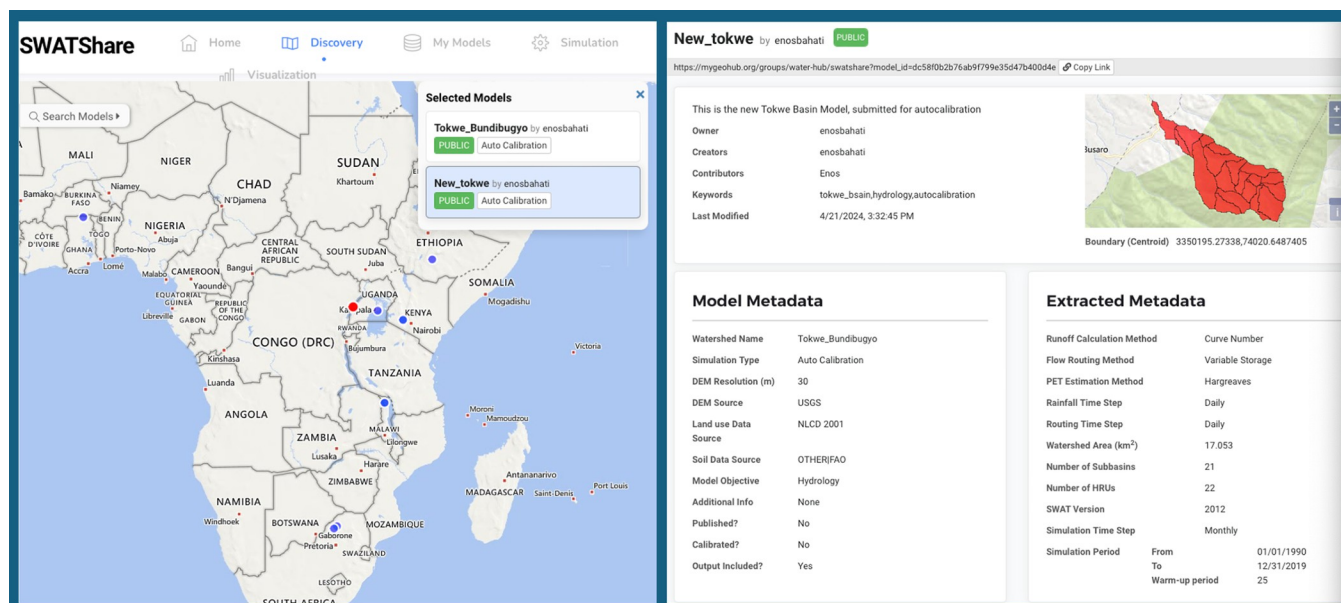 SWATShare
Home
Discovery
My Models
Simulation
Visualization
Search Models
Selected Models
Tokwe_Bundibugyo by enosbahati
PUBLIC Auto Calibration
New_tokwe by enosbahati
PUBLIC Auto Calibration
MALI
NIGER
CHAD
SUDAN
Khartoum
Niamey
Bamako
BURKINA
FASO
N'Djamena
BENIN
NIGERIA
Abuja
CÔTE
D'IVOIRE
TOGO
GHANA
Porto-Novo
Accra
Lomé
CENTRAL
AFRICAN
REPUBLIC
SOUTH SUDAN
Juba
ETHIOPIA
Malabo
CAMEROON
Bangui
Yaounde
SOMALIA
Mogadishu
EQUATORIAL
GUINEA
REPUBLIC
OF THE
CONGO
Libreville
GABON
UGANDA
KENYA
Nairobi
RWANDA
CONGO (DRC)
Bujumbura
Kinshasa
Victoria
TANZANIA
Luanda
ANGOLA
Moroni
Mamoudzou
MALAWI
Lilongwe
ZAMBIA
Lusaka
Harare
ZIMBABWE
Antananarivo
MADAGASCAR
Saint-Denis
Port Louis
NAMIBIA
Windhoek
BOTSWANA
MOZAMBIQUE
Gaborone
Pretoria
SWAZILAND
LESOTHO
SOUTH AFRICA
New_tokwe by enosbahati PUBLIC
https://mygeohub.org/groups/water-hub/swatshare?model_id=dc58f0b2b76ab9f799e35d47b400d4e Copy Link
This is the new Tokwe Basin Model, submitted for autocalibration
Owner enosbahati
Creators enosbahati
Contributors Enos
Keywords tokwe_bsain,hydrology,autocalibration
Last Modified 4/21/2024, 3:32:45 PM
Busaro
+
−
i
Boundary (Centroid) 3350195.27338,74020.6487405
Model Metadata
Watershed Name Tokwe_Bundibugyo
Simulation Type Auto Calibration
DEM Resolution (m) 30
DEM Source USGS
Land use Data NLCD 2001
Source
Soil Data Source OTHER|FAO
Model Objective Hydrology
Additional Info None
Published? No
Calibrated? No
Output Included? Yes
Extracted Metadata
Runoff Calculation Method Curve Number
Flow Routing Method Variable Storage
PET Estimation Method Hargreaves
Rainfall Time Step Daily
Routing Time Step Daily
Watershed Area (km²) 17.053
Number of Subbasins 21
Number of HRUs 22
SWAT Version 2012
Simulation Time Step Monthly
Simulation Period From 01/01/1990
To 12/31/2019
Warm-up period 25